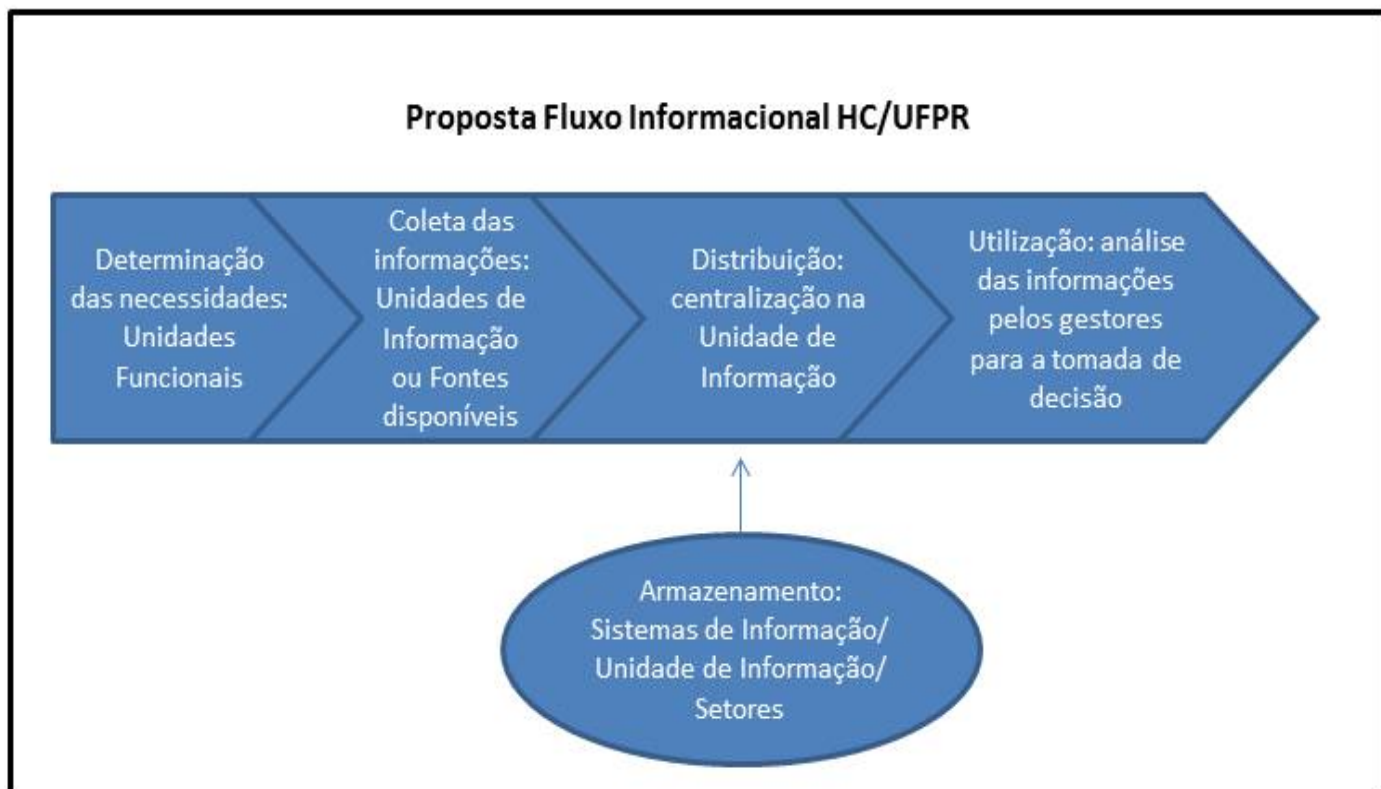 Proposta Fluxo Informacional HC/UFPR
Determinação
das necessidades:
Unidades
Funcionais
Coleta das
informações:
Unidades de
Informação
ou Fontes
disponíveis
Distribuição:
centralização na
Unidade de
Informação
Utilização: análise
das informações
pelos gestores
para a tomada de
decisão
Armazenamento:
Sistemas de Informação/
Unidade de Informação/
Setores